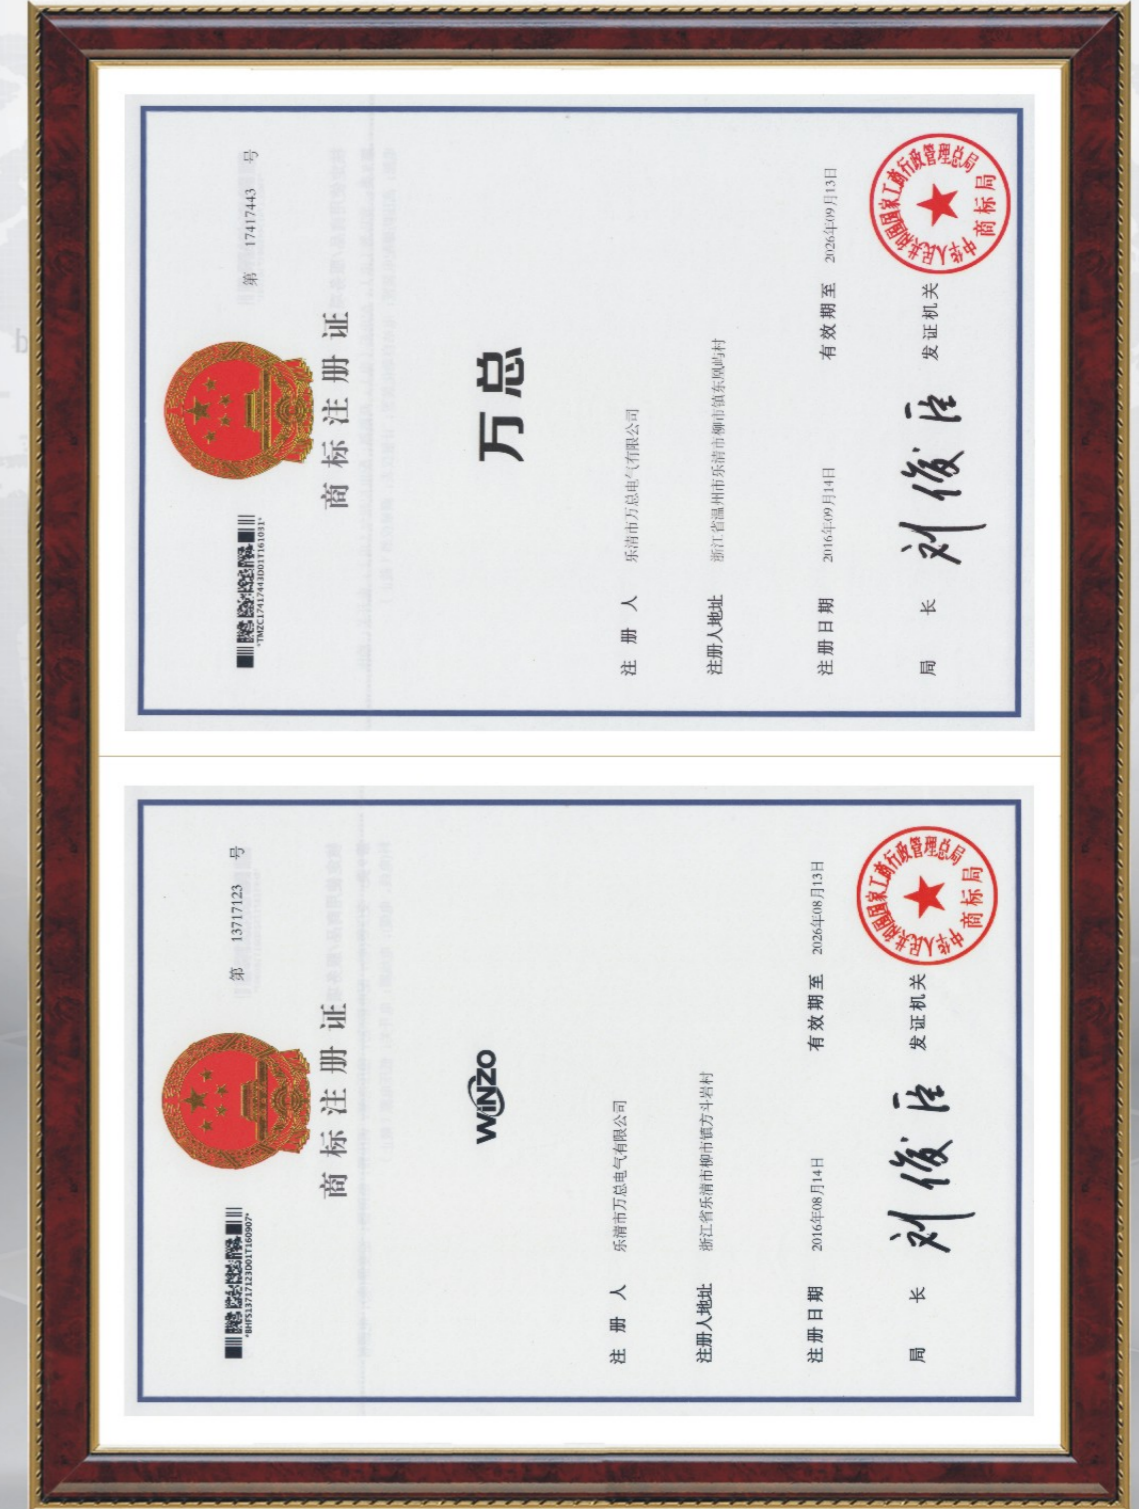 第 13717123 号
*BHFS13717123D01T160907*
商标注册证
WiNZO
注册人 乐清市万总电气有限公司
注册人地址 浙江省乐清市柳市镇方斗岩村
注册日期 2016年08月14日 有效期至 2026年08月13日
局长 刘俊臣 发证机关
中华人民共和国国家工商行政管理总局
商标局
第 17417443 号
*TMZC17417443D01T161031*
商标注册证
万总
注册人 乐清市万总电气有限公司
注册人地址 浙江省温州市乐清市柳市镇东凰屿村
注册日期 2016年09月14日 有效期至 2026年09月13日
局长 刘俊臣 发证机关
中华人民共和国国家工商行政管理总局
商标局